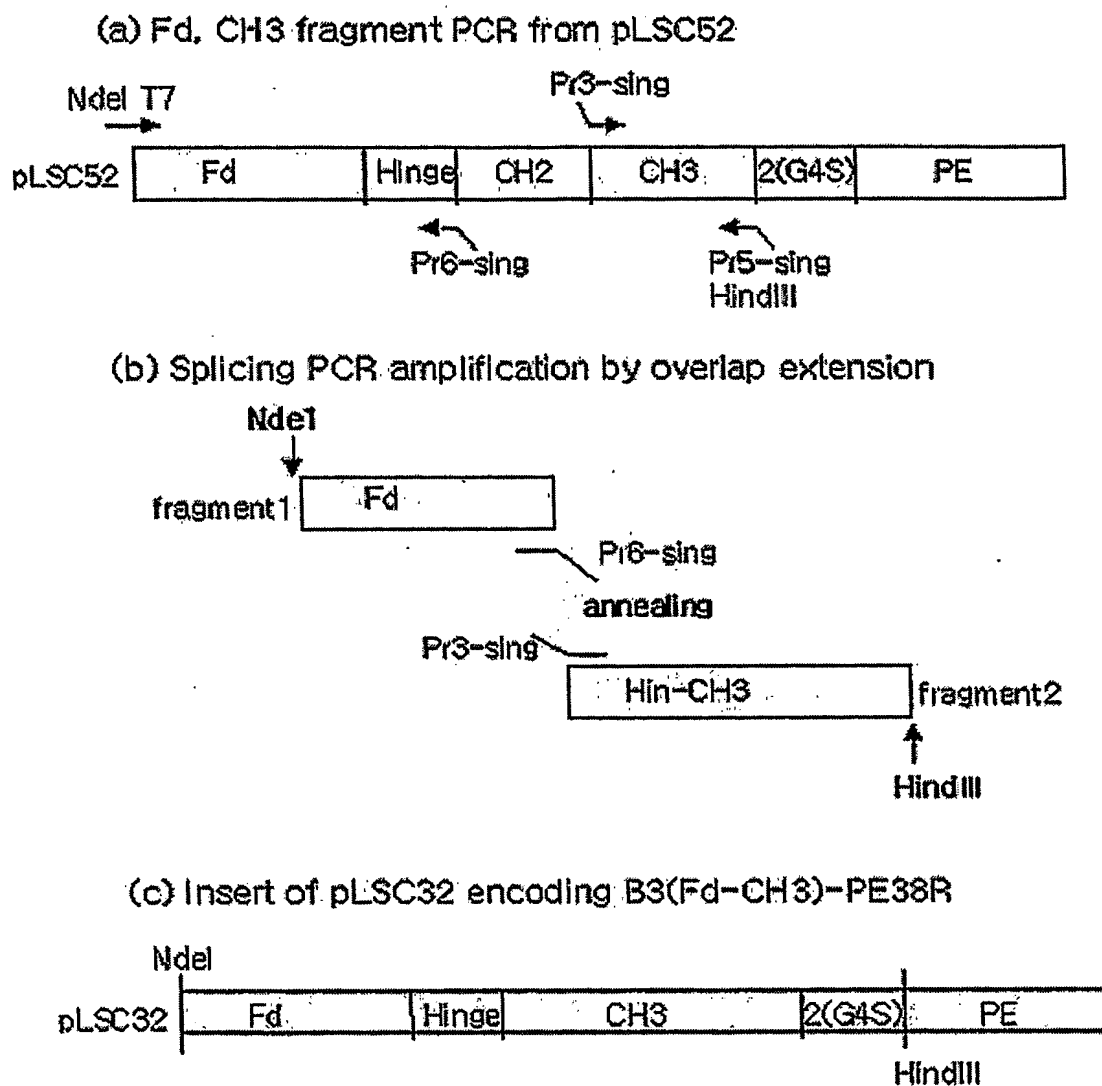 (a) Fd, CH3 fragment PCR from pLSC52
Pr3-sing
NdeI T7
pLSC52 Fd Hinge CH2 CH3 2(G4S) PE
Pr6-sing Pr5-sing
HindIII
(b) Splicing PCR amplification by overlap extension
Nde1
fragment1 Fd
Pr6-sing
annealing
Pr3-sing
Hin-CH3 fragment2
HindIII
(c) Insert of pLSC32 encoding B3(Fd-CH3)-PE38R
NdeI
pLSC32 Fd Hinge CH3 2(G4S) PE
HindIII